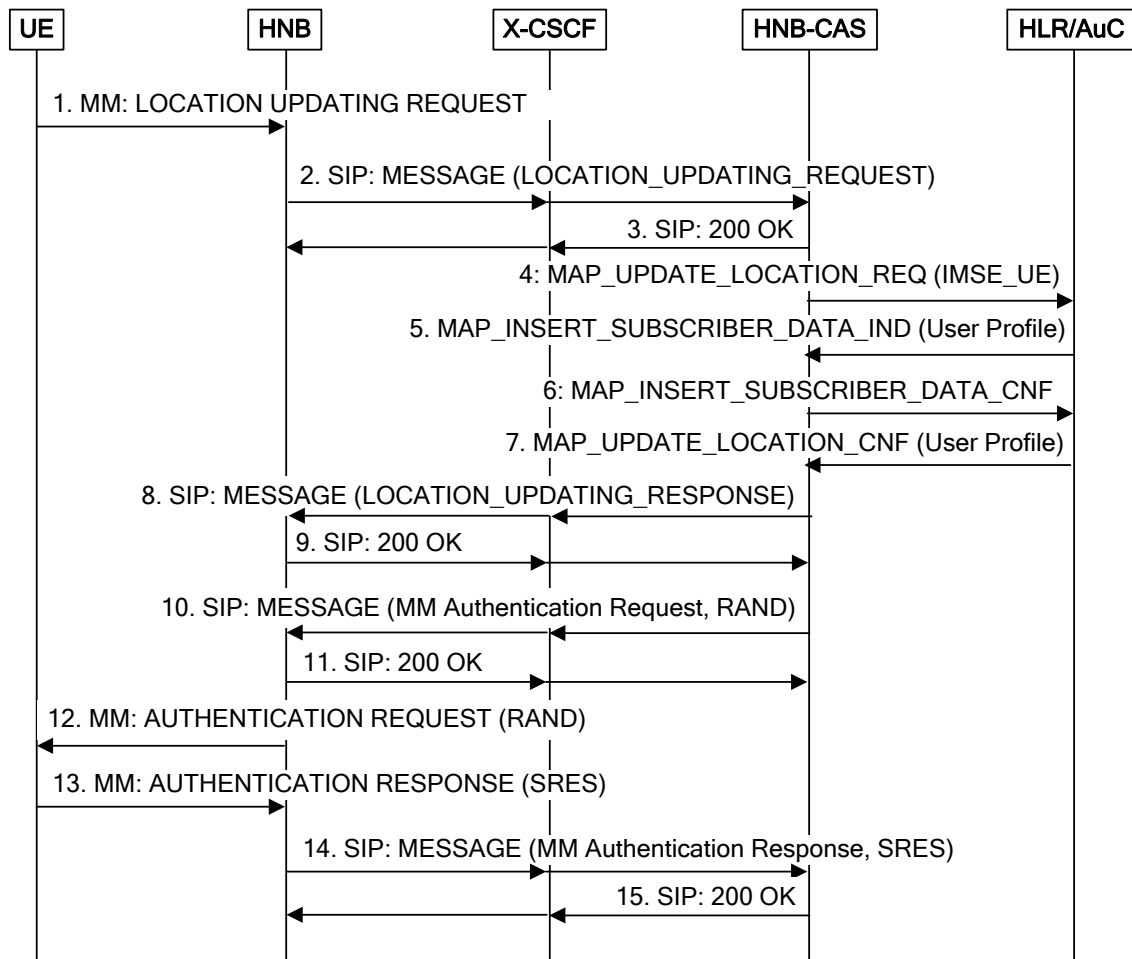 UE
HNB
X-CSCF
HNB-CAS
HLR/AuC
1. MM: LOCATION UPDATING REQUEST
2. SIP: MESSAGE (LOCATION_UPDATING_REQUEST)
3. SIP: 200 OK
4: MAP_UPDATE_LOCATION_REQ (IMSE_UE)
5. MAP_INSERT_SUBSCRIBER_DATA_IND (User Profile)
6: MAP_INSERT_SUBSCRIBER_DATA_CNF
7. MAP_UPDATE_LOCATION_CNF (User Profile)
8. SIP: MESSAGE (LOCATION_UPDATING_RESPONSE)
9. SIP: 200 OK
10. SIP: MESSAGE (MM Authentication Request, RAND)
11. SIP: 200 OK
12. MM: AUTHENTICATION REQUEST (RAND)
13. MM: AUTHENTICATION RESPONSE (SRES)
14. SIP: MESSAGE (MM Authentication Response, SRES)
15. SIP: 200 OK